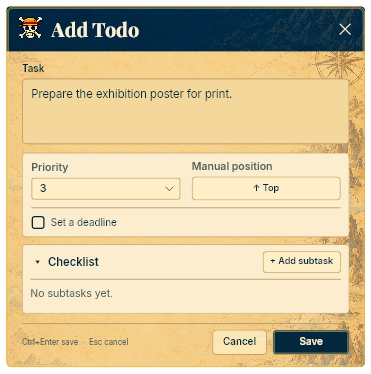 Add Todo
Task
Prepare the exhibition poster for print.
Priority
Manual position
3
↑ Top
Set a deadline
Checklist
+ Add subtask
No subtasks yet.
Ctrl+Enter save · Esc cancel
Cancel
Save